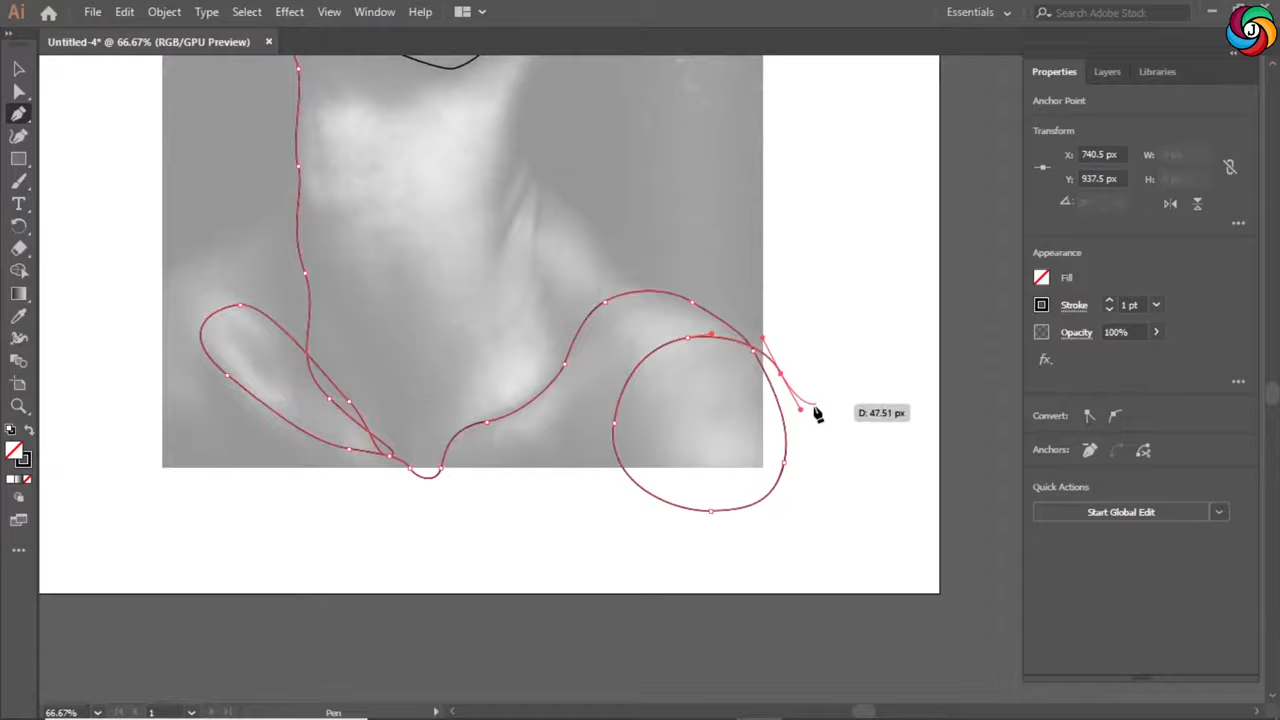 Ai File Edit Object Type Select Effect View Window Help Essentials Search Adobe Stock
J
Untitled-4* @ 66.67% (RGB/GPU Preview) ×
Properties Layers Libraries
Anchor Point
Transform
X: 740.5 px W:
Y: 937.5 px H:
Appearance
Fill
Stroke 1 pt
Opacity 100%
fx.
D: 47.51 px
Convert:
Anchors:
Quick Actions
Start Global Edit
66.67% 1 Pen